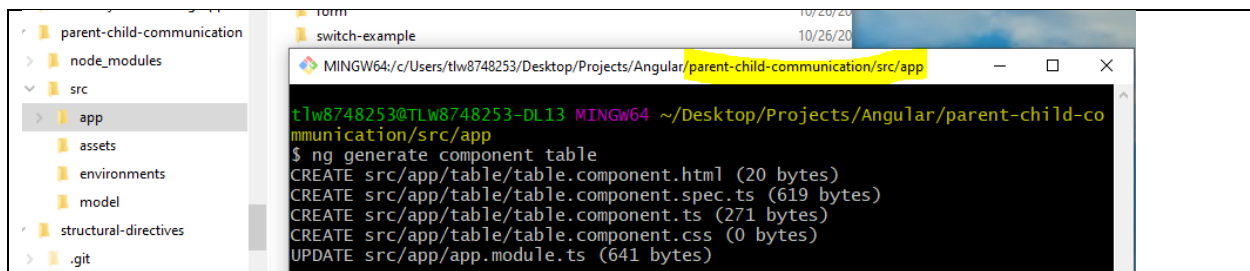 form
10/26/20
parent-child-communication
switch-example
10/26/20
node_modules
MINGW64:/c/Users/tlw8748253/Desktop/Projects/Angular/parent-child-communication/src/app
src
app
tlw8748253@TLW8748253-DL13 MINGW64 ~/Desktop/Projects/Angular/parent-child-co
mmunication/src/app
assets
$ ng generate component table
environments
CREATE src/app/table/table.component.html (20 bytes)
CREATE src/app/table/table.component.spec.ts (619 bytes)
model
CREATE src/app/table/table.component.ts (271 bytes)
CREATE src/app/table/table.component.css (0 bytes)
structural-directives
UPDATE src/app/app.module.ts (641 bytes)
.git